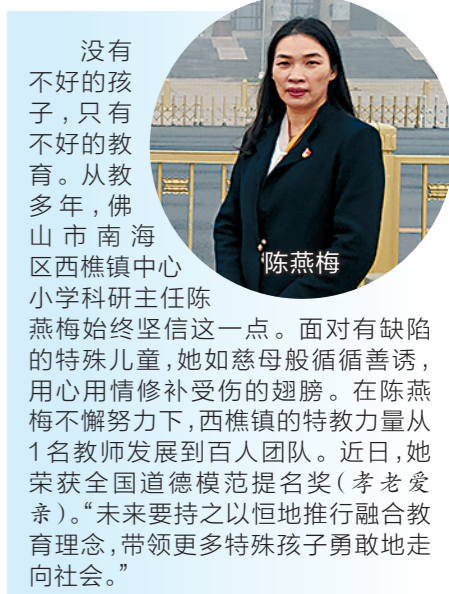 没有
不好的孩
子，只有
不好的教
育。从教
多年，佛
山市南海
区西樵镇中心
小学科研主任陈
燕梅始终坚信这一点。面对有缺陷
的特殊儿童，她如慈母般循循善诱，
用心用情修补受伤的翅膀。在陈燕
梅不懈努力下，西樵镇的特教力量从
1名教师发展到百人团队。近日，她
荣获全国道德模范提名奖（孝老爱
亲）。“未来要持之以恒地推行融合教
育理念，带领更多特殊孩子勇敢地走
向社会。”
陈燕梅